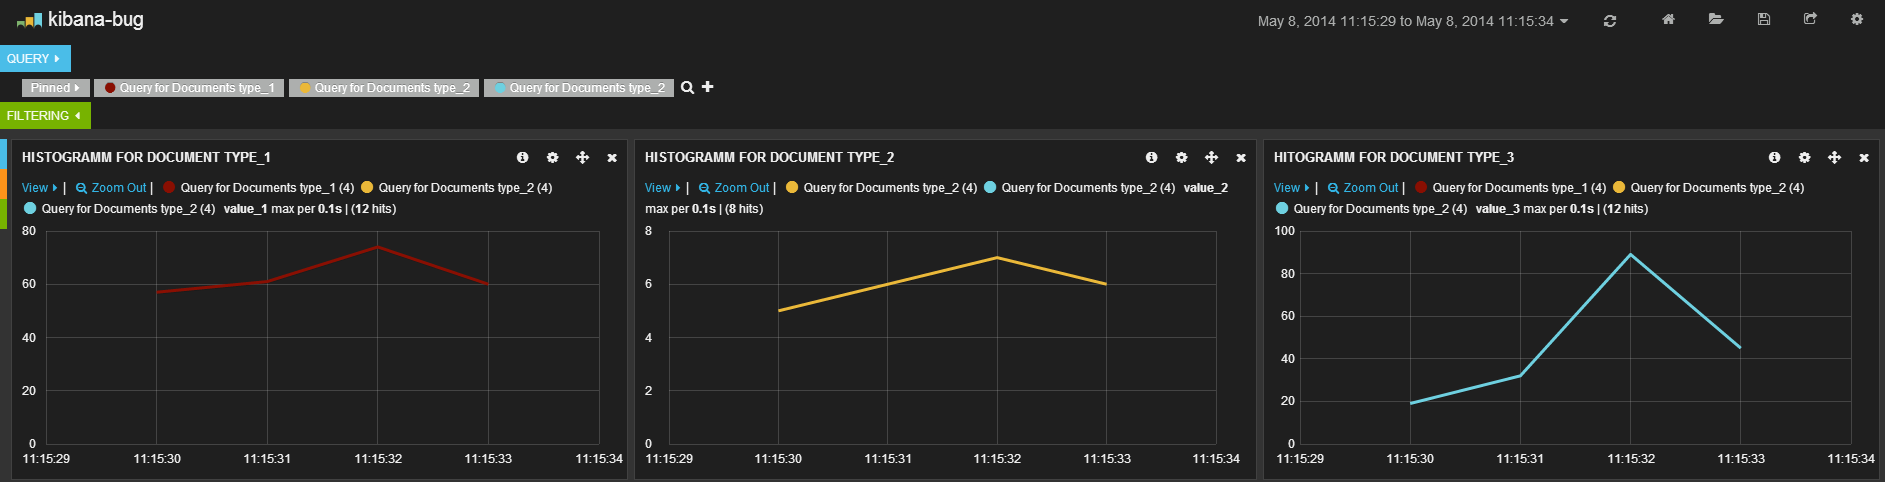 kibana-bug
May 8, 2014 11:15:29 to May 8, 2014 11:15:34
QUERY
Pinned Query for Documents type_1 Query for Documents type_2 Query for Documents type_2
FILTERING
HISTOGRAMM FOR DOCUMENT TYPE_1
View | Zoom Out | Query for Documents type_1 (4) Query for Documents type_2 (4)
Query for Documents type_2 (4) value_1 max per 0.1s | (12 hits)
80
60
40
20
0
11:15:29 11:15:30 11:15:31 11:15:32 11:15:33 11:15:34
HISTOGRAMM FOR DOCUMENT TYPE_2
View | Zoom Out | Query for Documents type_2 (4) Query for Documents type_2 (4) value_2
max per 0.1s | (8 hits)
8
6
4
2
0
11:15:29 11:15:30 11:15:31 11:15:32 11:15:33 11:15:34
HITOGRAMM FOR DOCUMENT TYPE_3
View | Zoom Out | Query for Documents type_1 (4) Query for Documents type_2 (4)
Query for Documents type_2 (4) value_3 max per 0.1s | (12 hits)
100
80
60
40
20
0
11:15:29 11:15:30 11:15:31 11:15:32 11:15:33 11:15:34